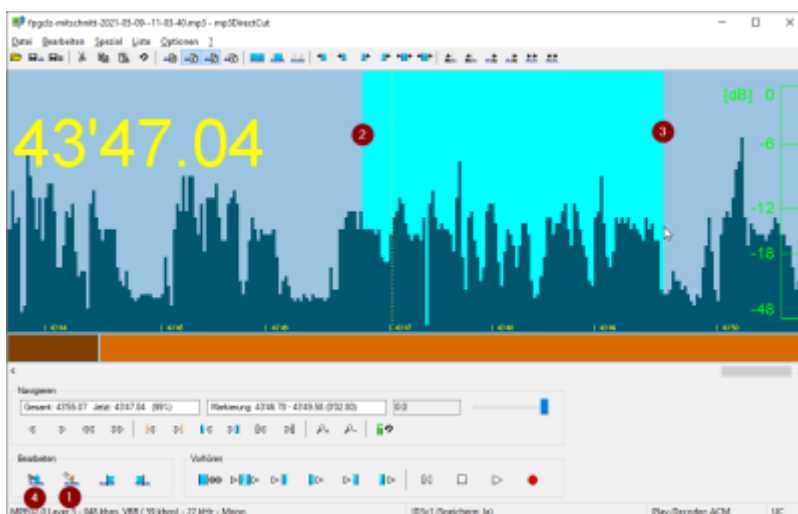 fpgcls-mitschnitt-2021-03-09--11-03-40.mp3 - mp3DirectCut
Datei Bearbeiten Spezial Liste Optionen ?
43'47.04
[dB] 0
-6
-12
-18
-48
2
3
Navigieren
Gesamt: 43'55.07 Jetzt: 43'47.04 (99%)
Markierung: 43'46.78 - 43'49.58 (0'02.80)
0.0
Bearbeiten
Vorhören
4
1
Play-Decoder: ACM